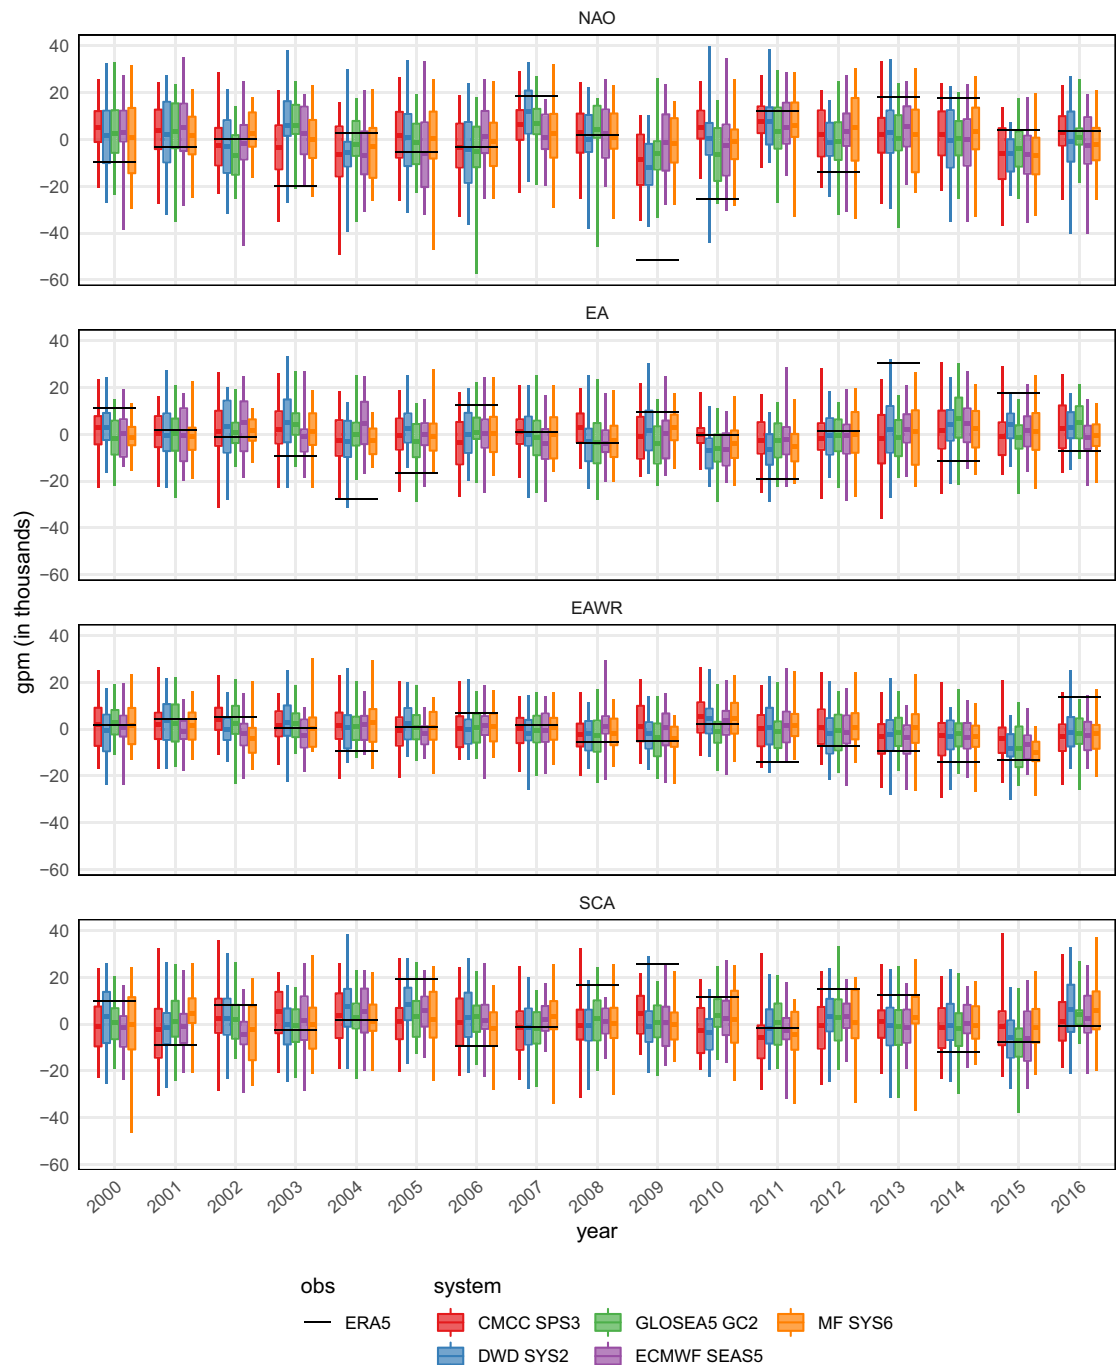 NAO
40
20
0
−20
−40
−60
EA
40
20
0
−20
−40
−60
EAWR
40
20
0
−20
−40
−60
SCA
40
20
0
−20
−40
−60
gpm (in thousands)
2000 2001 2002 2003 2004 2005 2006 2007 2008 2009 2010 2011 2012 2013 2014 2015 2016
year
obs system
ERA5 CMCC SPS3 GLOSEA5 GC2 MF SYS6
DWD SYS2 ECMWF SEAS5